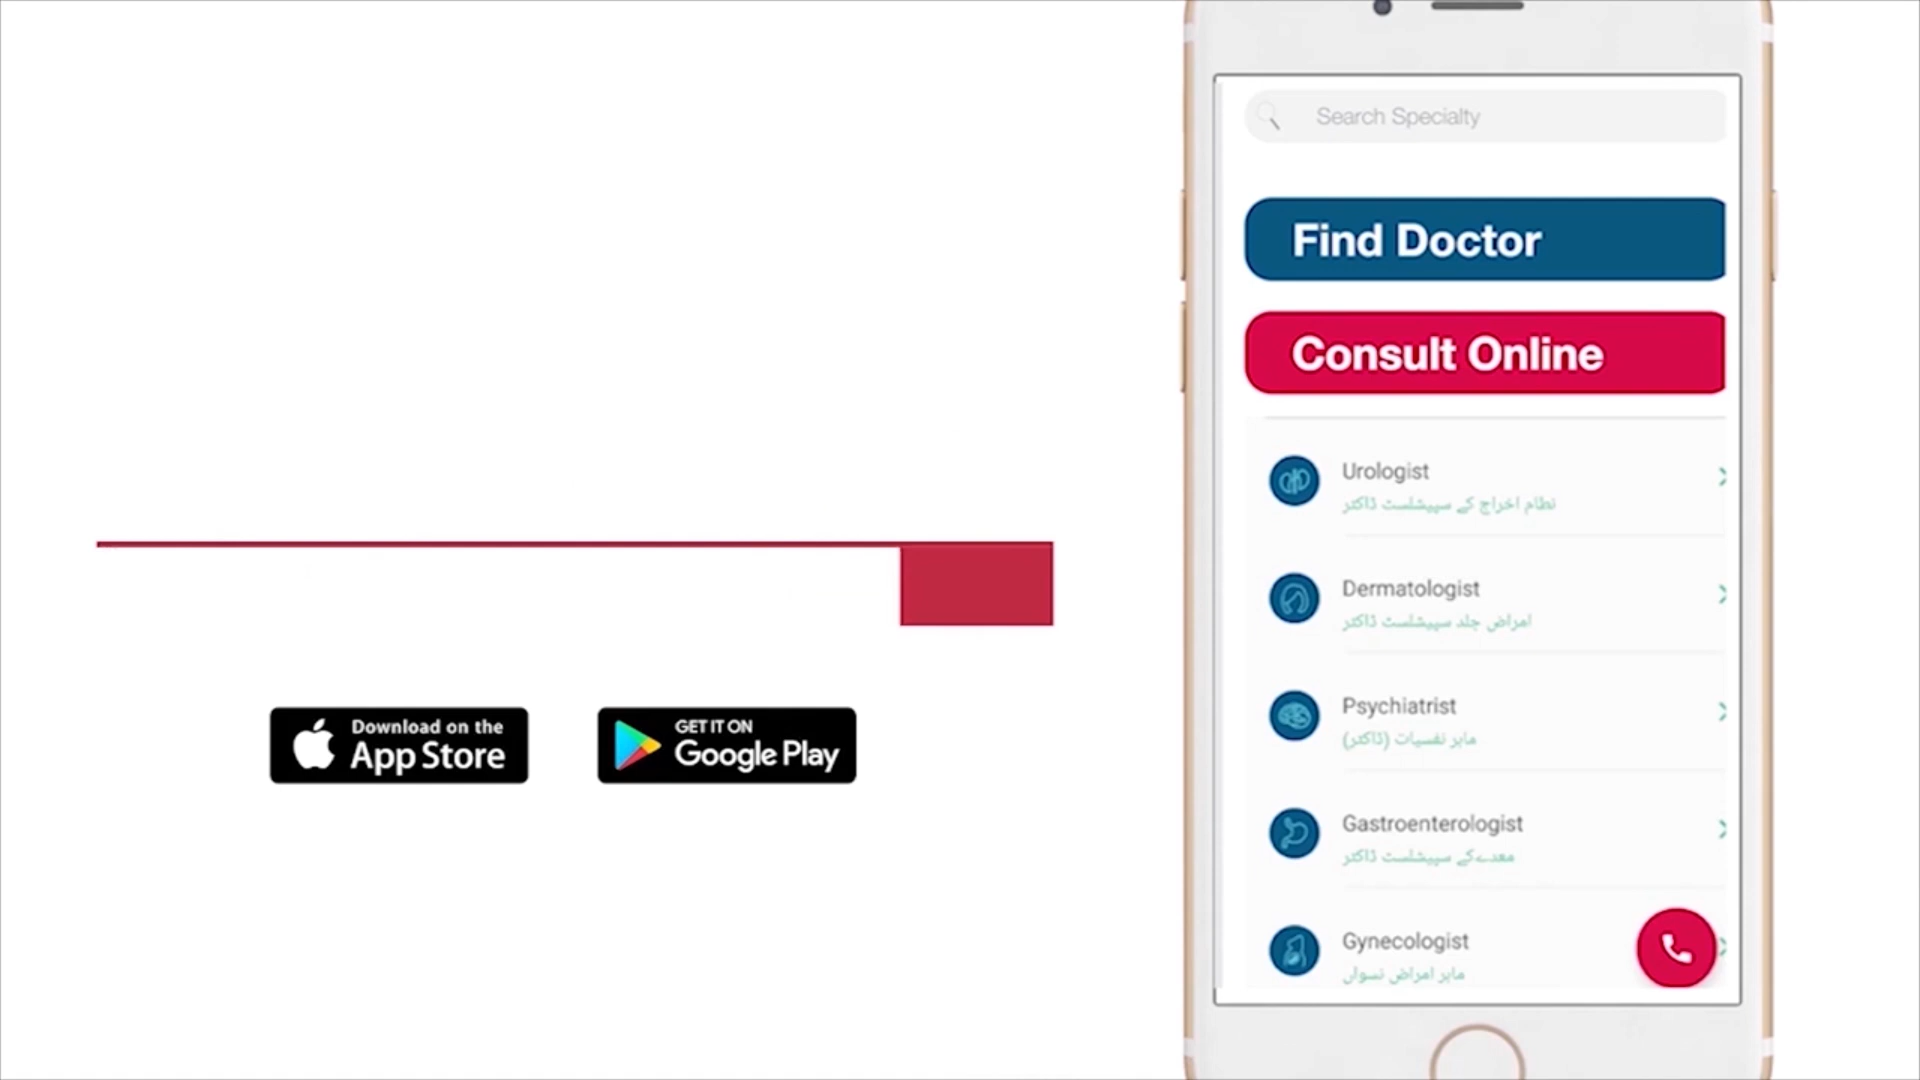 Search Specialty
Find Doctor
Consult Online
Urologist
نظام اخراج کے سپیشلسٹ ڈاکٹر
Dermatologist
امراض جلد سپیشلسٹ ڈاکٹر
Psychiatrist
ماہر نفسیات (ڈاکٹر)
Gastroenterologist
معدےکے سپیشلسٹ ڈاکٹر
Gynecologist
ماہر امراض نسواں
Download on the
App Store
GET IT ON
Google Play